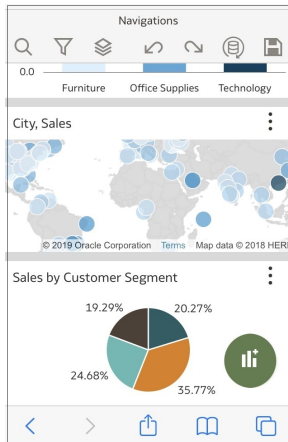 Navigations
0.0
Furniture Office Supplies Technology
City, Sales
© 2019 Oracle Corporation Terms Map data © 2018 HERE
Sales by Customer Segment
19.29% 20.27%
24.68% 35.77%